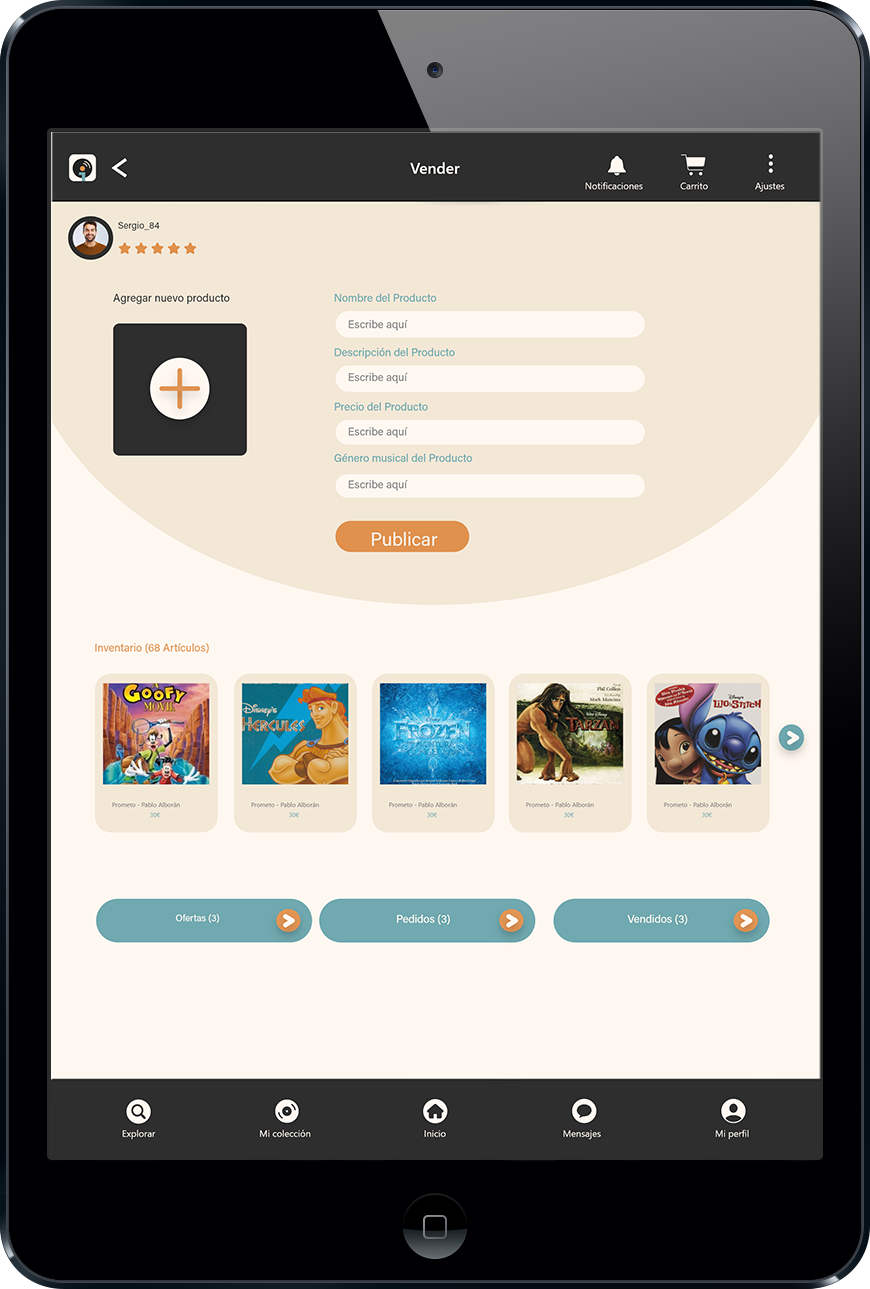 Vender
Notificaciones
Carrito
Ajustes
Sergio_84
Agregar nuevo producto
Nombre del Producto
Escribe aquí
Descripción del Producto
Escribe aquí
Precio del Producto
Escribe aquí
Género musical del Producto
Escribe aquí
Publicar
Inventario (68 Artículos)
GOOFY
MOVIE
DISNEY'S
HERCULES
FROZEN
Phil Collins
Mark Mancina
Walt Disney
TARZAN
Disney's
LILO & STITCH
Prometo - Pablo Alborán
30€
Prometo - Pablo Alborán
30€
Prometo - Pablo Alborán
30€
Prometo - Pablo Alborán
30€
Prometo - Pablo Alborán
30€
Ofertas (3)
Pedidos (3)
Vendidos (3)
Explorar
Mi colección
Inicio
Mensajes
Mi perfil